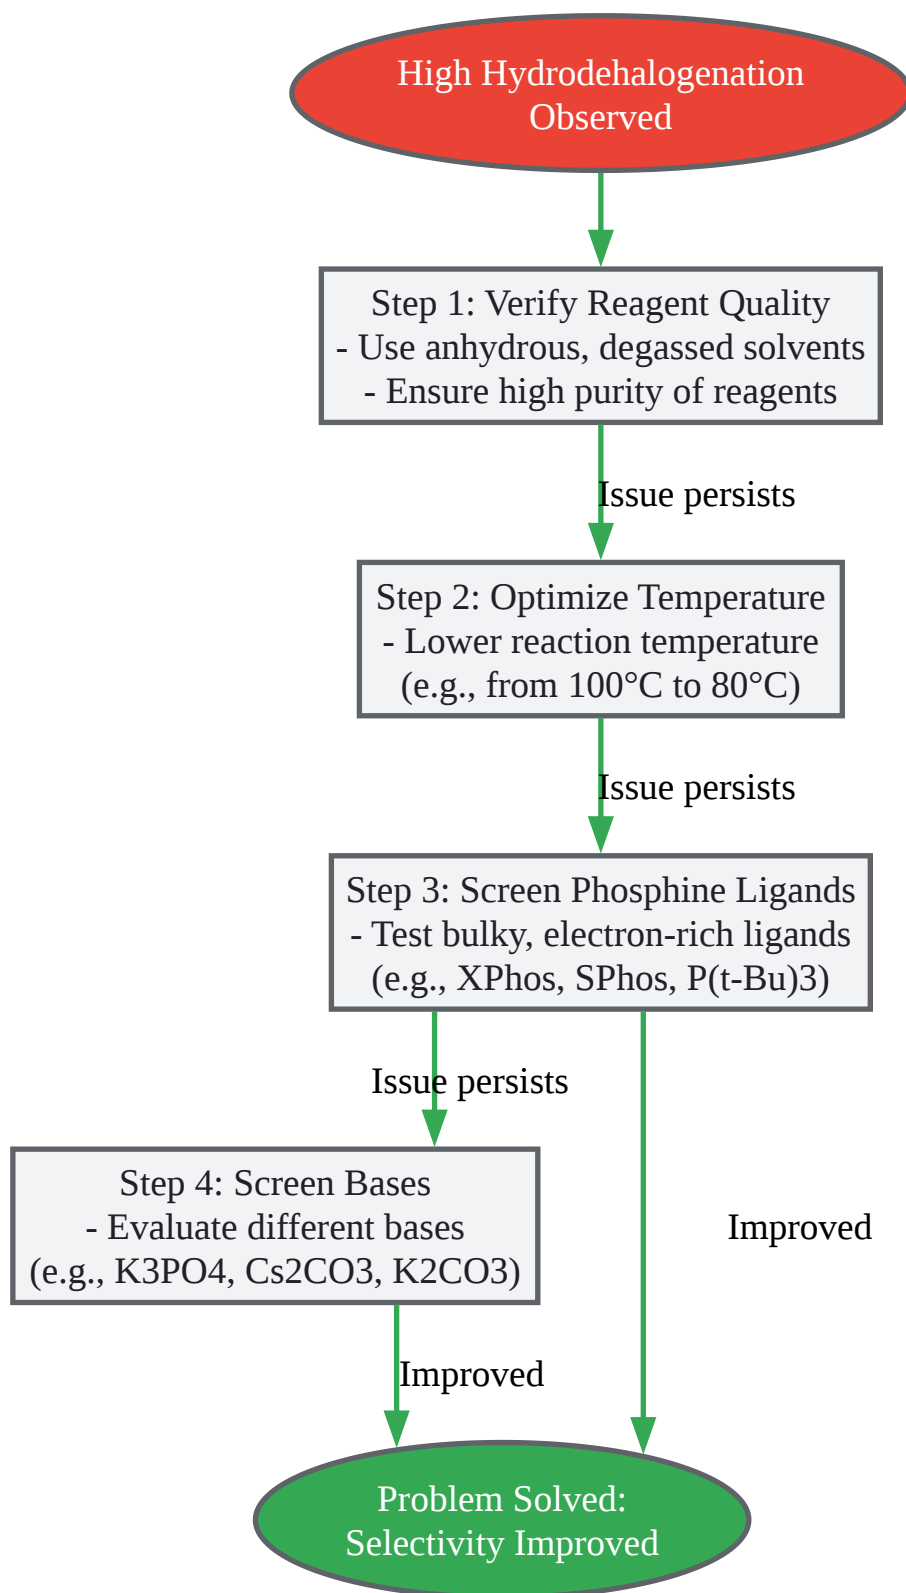 High Hydrodehalogenation
Observed
Step 1: Verify Reagent Quality
- Use anhydrous, degassed solvents
- Ensure high purity of reagents
Issue persists
Step 2: Optimize Temperature
- Lower reaction temperature
(e.g., from 100°C to 80°C)
Issue persists
Step 3: Screen Phosphine Ligands
- Test bulky, electron-rich ligands
(e.g., XPhos, SPhos, P(t-Bu)3)
Issue persists
Step 4: Screen Bases
- Evaluate different bases
(e.g., K3PO4, Cs2CO3, K2CO3)
Improved
Improved
Problem Solved:
Selectivity Improved